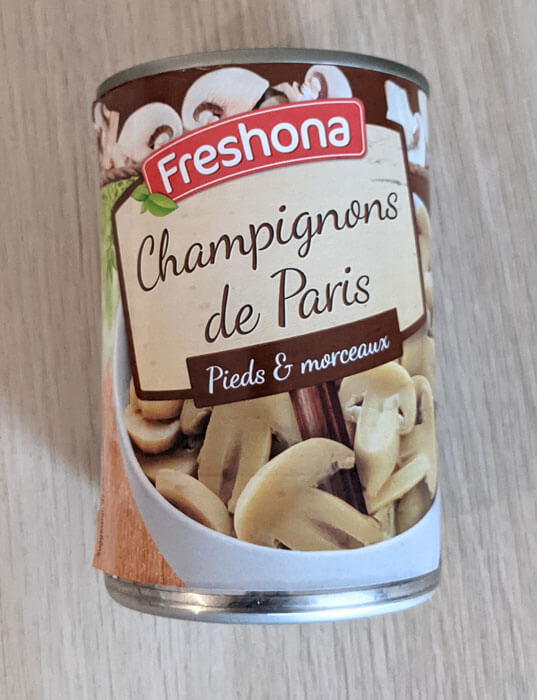 Freshona
Champignons
de Paris
Pieds & morceaux